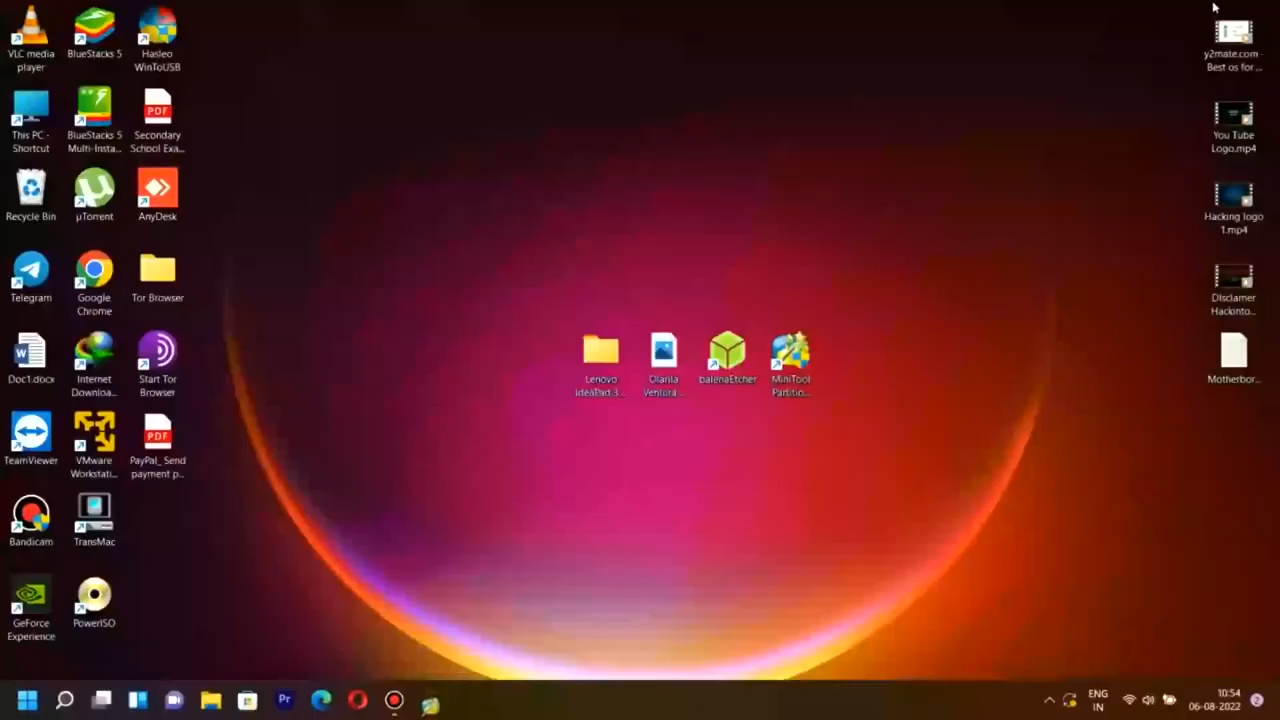 VLC media
player
BlueStacks 5
Hasleo
WinToUSB
This PC -
Shortcut
BlueStacks 5
Multi-Insta...
PDF
Secondary
School Exa...
Recycle Bin
µTorrent
AnyDesk
Telegram
Google
Chrome
Tor Browser
W
Doc1.docx
Internet
Downloa...
Start Tor
Browser
TeamViewer
VMware
Workstati...
PDF
PayPal_ Send
payment p...
Bandicam
TransMac
GeForce
Experience
PowerISO
Lenovo
IdeaPad 3...
Olarila
Ventura...
balenaEtcher
MiniTool
Partitio...
y2mate.com -
Best os for ...
You Tube
Logo.mp4
Hacking logo
1.mp4
Disclamer
Hackinto...
Motherbor...
Pr
ENG
IN
10:54
06-08-2022
2